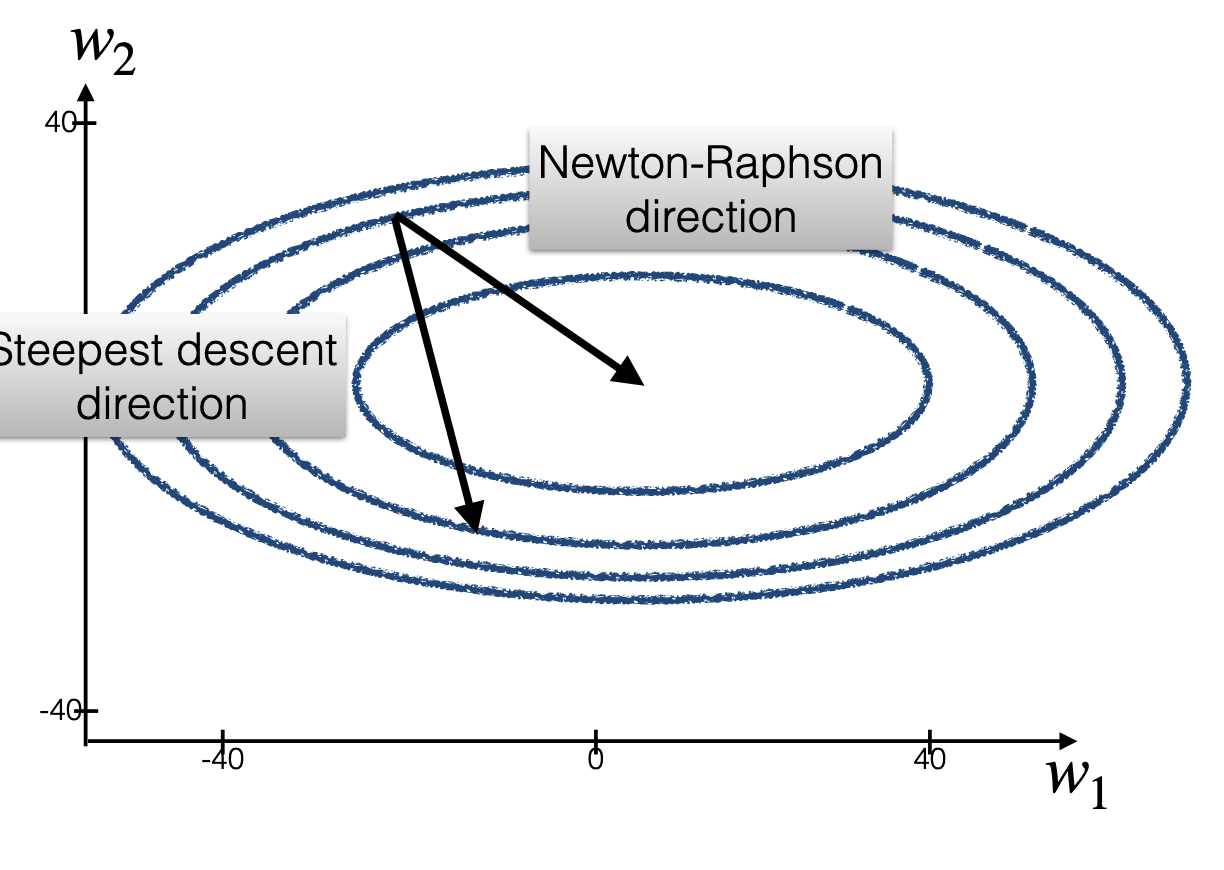 w2
40
Newton-Raphson
direction
Steepest descent
direction
-40
-40 0 40
w1